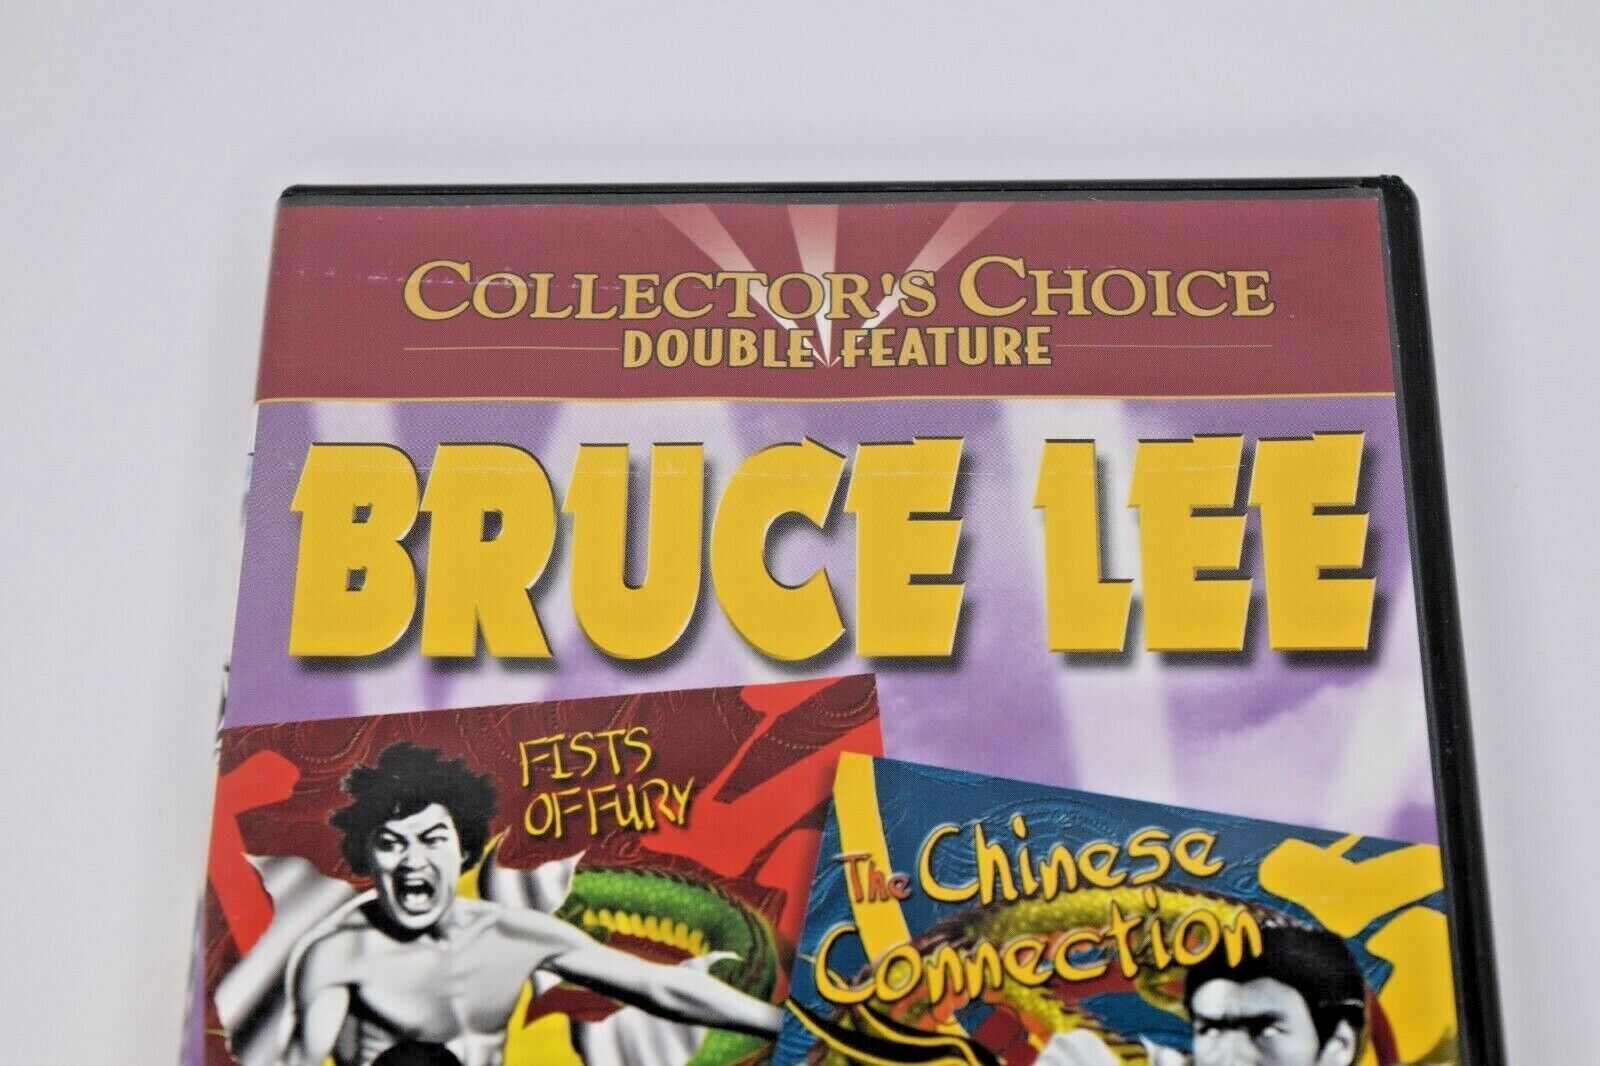 COLLECTOR'S CHOICE
DOUBLE FEATURE
BRUCE LEE
FISTS
OF FURY
The Chinese
Connection